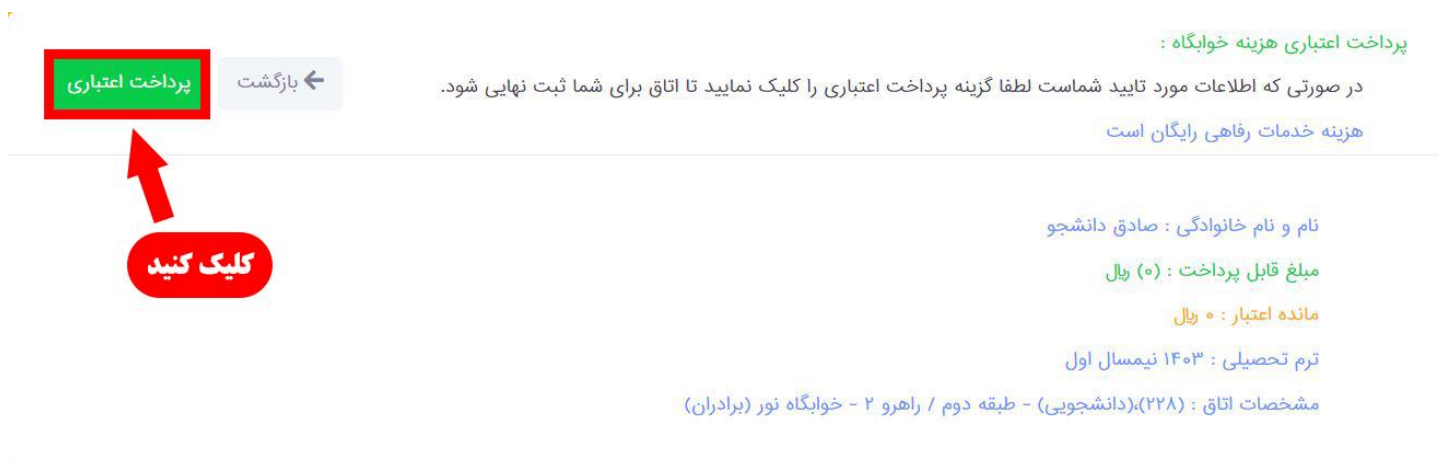 پرداخت اعتباری هزینه خوابگاه :
در صورتی که اطلاعات مورد تایید شماست لطفا گزینه پرداخت اعتباری را کلیک نمایید تا اتاق برای شما ثبت نهایی شود.
هزینه خدمات رفاهی رایگان است
بازگشت
پرداخت اعتباری
کلیک کنید
نام و نام خانوادگی : صادق دانشجو
مبلغ قابل پرداخت : (۰) ریال
مانده اعتبار : ۰ ریال
ترم تحصیلی : ۱۴۰۳ نیمسال اول
مشخصات اتاق : (۲۲۸)،(دانشجویی) - طبقه دوم / راهرو ۲ - خوابگاه نور (برادران)